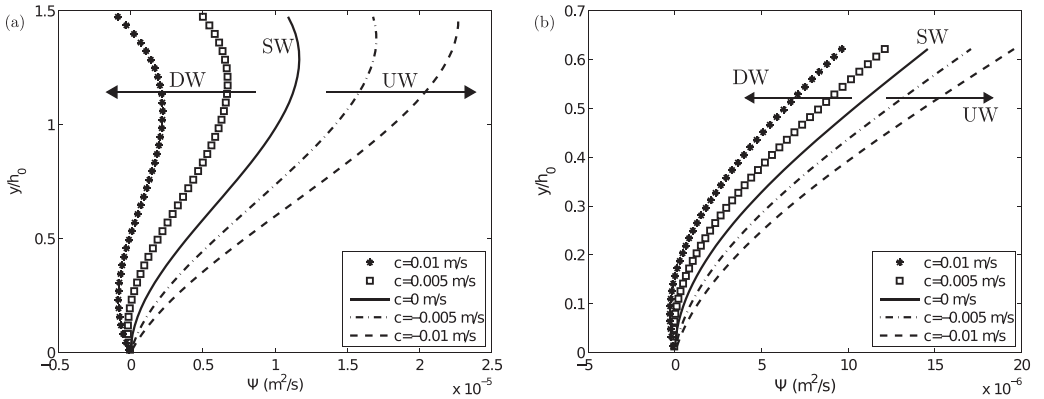 (a)
1.5
1
0.5
0
y/h0
−0.5 0 0.5 1 1.5 2 2.5
Ψ (m²/s)
x 10⁻⁵
DW
SW
UW
c=0.01 m/s
c=0.005 m/s
c=0 m/s
c=−0.005 m/s
c=−0.01 m/s
(b)
0.7
0.6
0.5
0.4
0.3
0.2
0.1
0
y/h0
−5 0 5 10 15 20
Ψ (m²/s)
x 10⁻⁶
DW
SW
UW
c=0.01 m/s
c=0.005 m/s
c=0 m/s
c=−0.005 m/s
c=−0.01 m/s